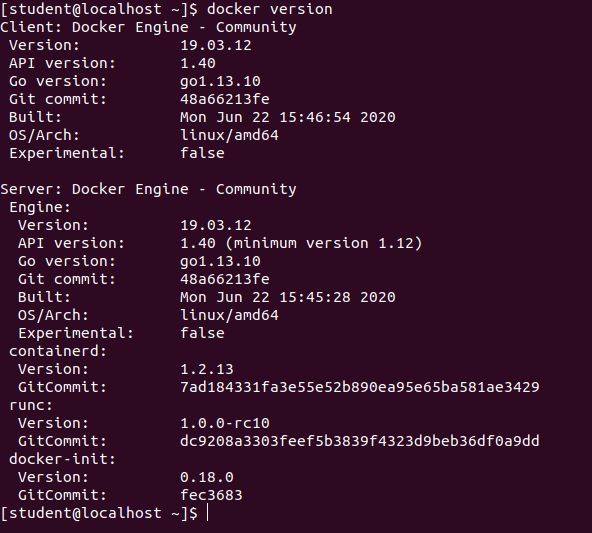 [student@localhost ~]$ docker version
Client: Docker Engine - Community
 Version:           19.03.12
 API version:       1.40
 Go version:        go1.13.10
 Git commit:        48a66213fe
 Built:             Mon Jun 22 15:46:54 2020
 OS/Arch:           linux/amd64
 Experimental:      false

Server: Docker Engine - Community
 Engine:
  Version:          19.03.12
  API version:      1.40 (minimum version 1.12)
  Go version:       go1.13.10
  Git commit:       48a66213fe
  Built:            Mon Jun 22 15:45:28 2020
  OS/Arch:          linux/amd64
  Experimental:     false
 containerd:
  Version:          1.2.13
  GitCommit:        7ad184331fa3e55e52b890ea95e65ba581ae3429
 runc:
  Version:          1.0.0-rc10
  GitCommit:        dc9208a3303feef5b3839f4323d9beb36df0a9dd
 docker-init:
  Version:          0.18.0
  GitCommit:        fec3683
[student@localhost ~]$